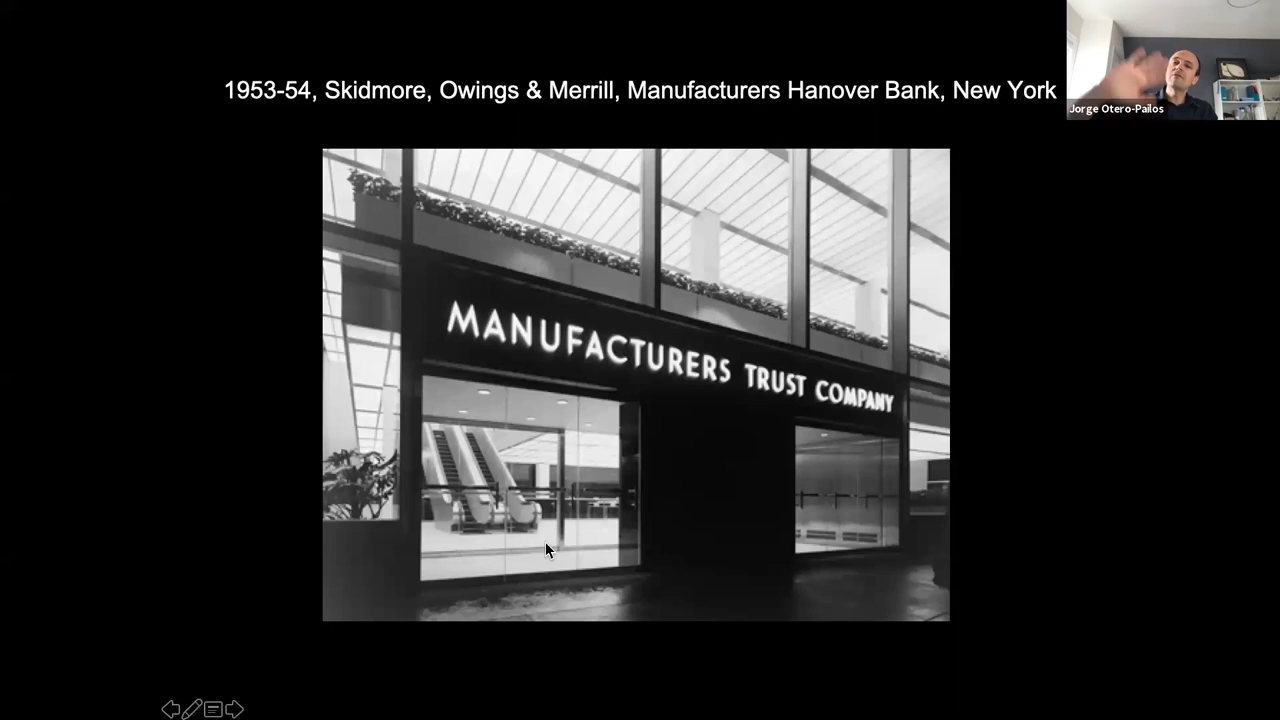 1953-54, Skidmore, Owings & Merrill, Manufacturers Hanover Bank, New York
Jorge Otero-Pailos
MANUFACTURERS TRUST COMPANY